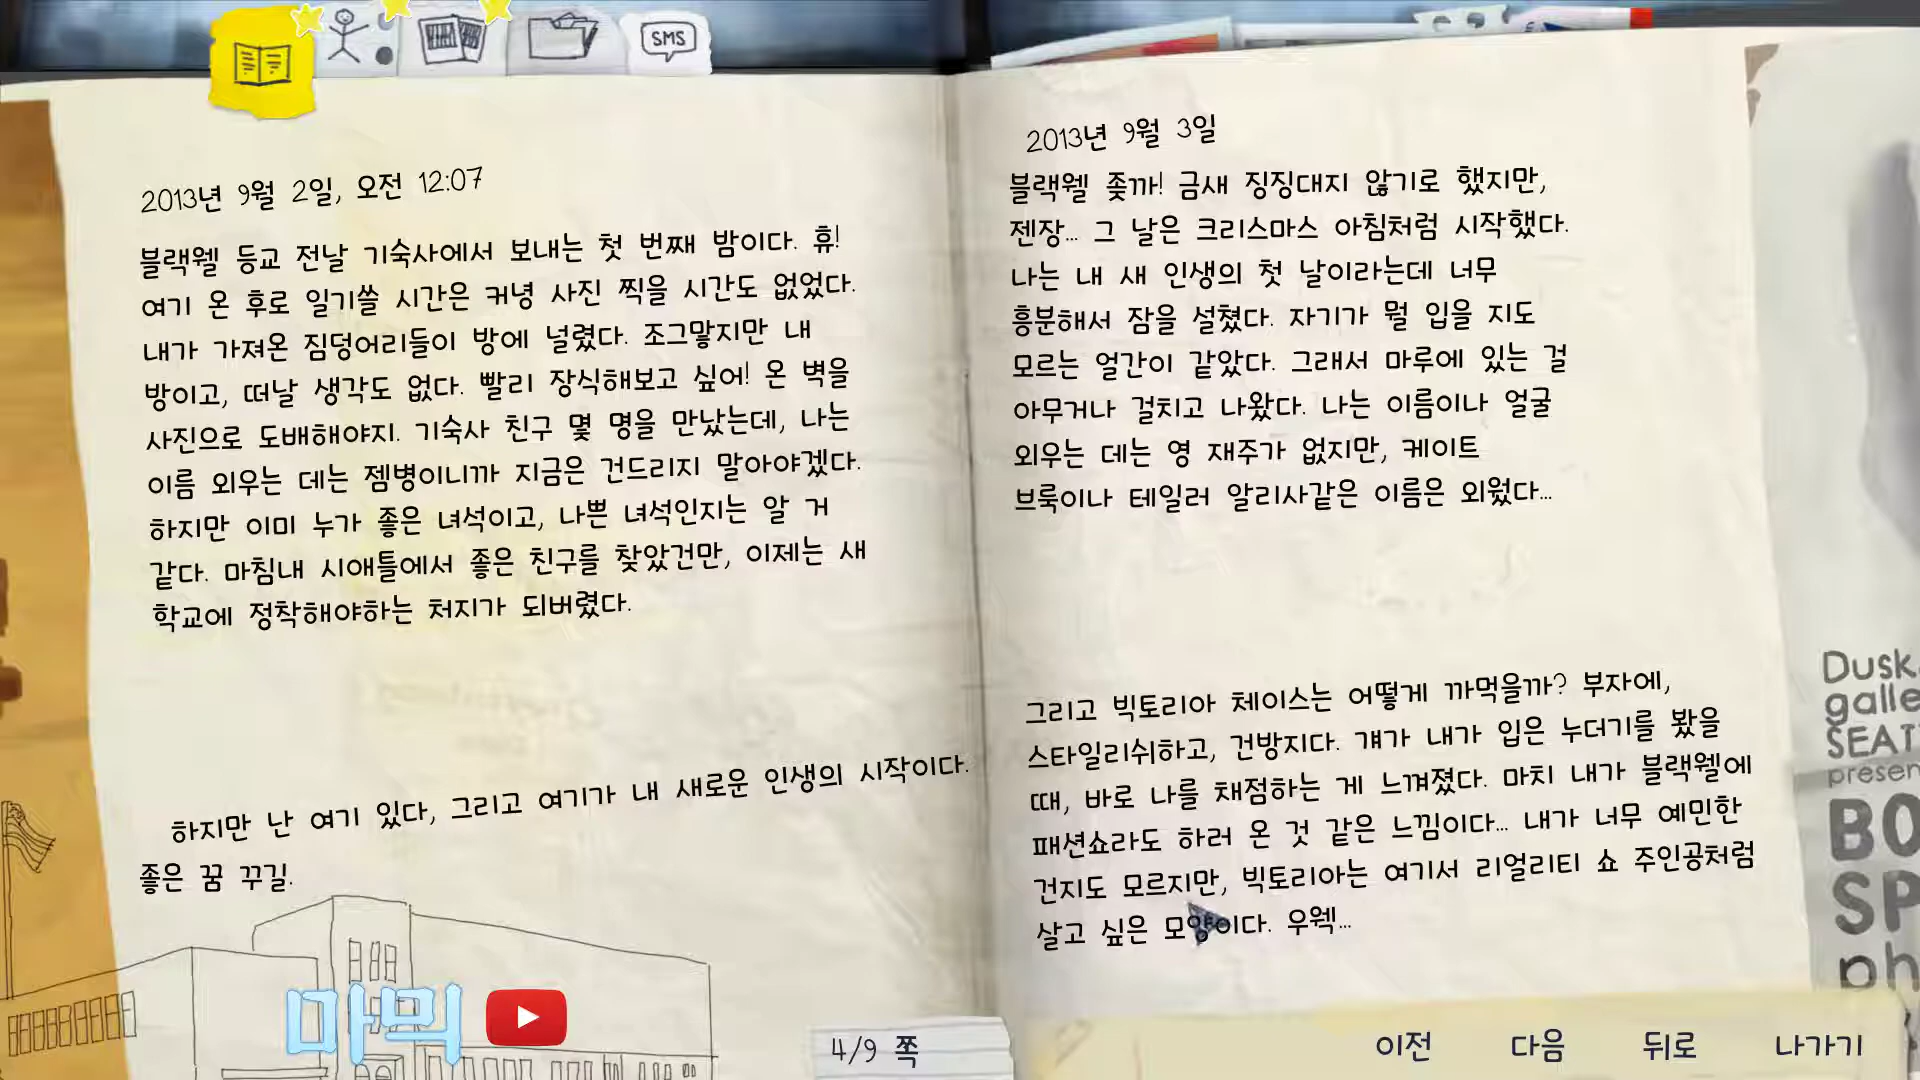 SMS
2013년 9월 2일, 오전 12:07
블랙웰 등교 전날 기숙사에서 보내는 첫 번째 밤이다. 휴!
여기 온 후로 일기쓸 시간은 커녕 사진 찍을 시간도 없었다.
내가 가져온 짐덩어리들이 방에 널렸다. 조그맣지만 내
방이고, 떠날 생각도 없다. 빨리 장식해보고 싶어! 온 벽을
사진으로 도배해야지. 기숙사 친구 몇 명을 만났는데, 나는
이름 외우는 데는 젬병이니까 지금은 건드리지 말아야겠다.
하지만 이미 누가 좋은 녀석이고, 나쁜 녀석인지는 알 거
같다. 마침내 시애틀에서 좋은 친구를 찾았건만, 이제는 새
학교에 정착해야하는 처지가 되버렸다.
하지만 난 여기 있다, 그리고 여기가 내 새로운 인생의 시작이다.
좋은 꿈 꾸길.
2013년 9월 3일
블랙웰 좆까! 금새 징징대지 않기로 했지만,
젠장... 그 날은 크리스마스 아침처럼 시작했다.
나는 내 새 인생의 첫 날이라는데 너무
흥분해서 잠을 설쳤다. 자기가 뭘 입을 지도
모르는 얼간이 같았다. 그래서 마루에 있는 걸
아무거나 걸치고 나왔다. 나는 이름이나 얼굴
외우는 데는 영 재주가 없지만, 케이트
브룩이나 테일러 알리사같은 이름은 외웠다...
그리고 빅토리아 체이스는 어떻게 까먹을까? 부자에,
스타일리쉬하고, 건방지다. 걔가 내가 입은 누더기를 봤을
때, 바로 나를 채점하는 게 느껴졌다. 마치 내가 블랙웰에
패션쇼라도 하러 온 것 같은 느낌이다... 내가 너무 예민한
건지도 모르지만, 빅토리아는 여기서 리얼리티 쇼 주인공처럼
살고 싶은 모양이다. 우웩...
Dusk
galle
SEAT
presen
BO
SP
ph
마믹
4/9 쪽
이전 다음 뒤로 나가기